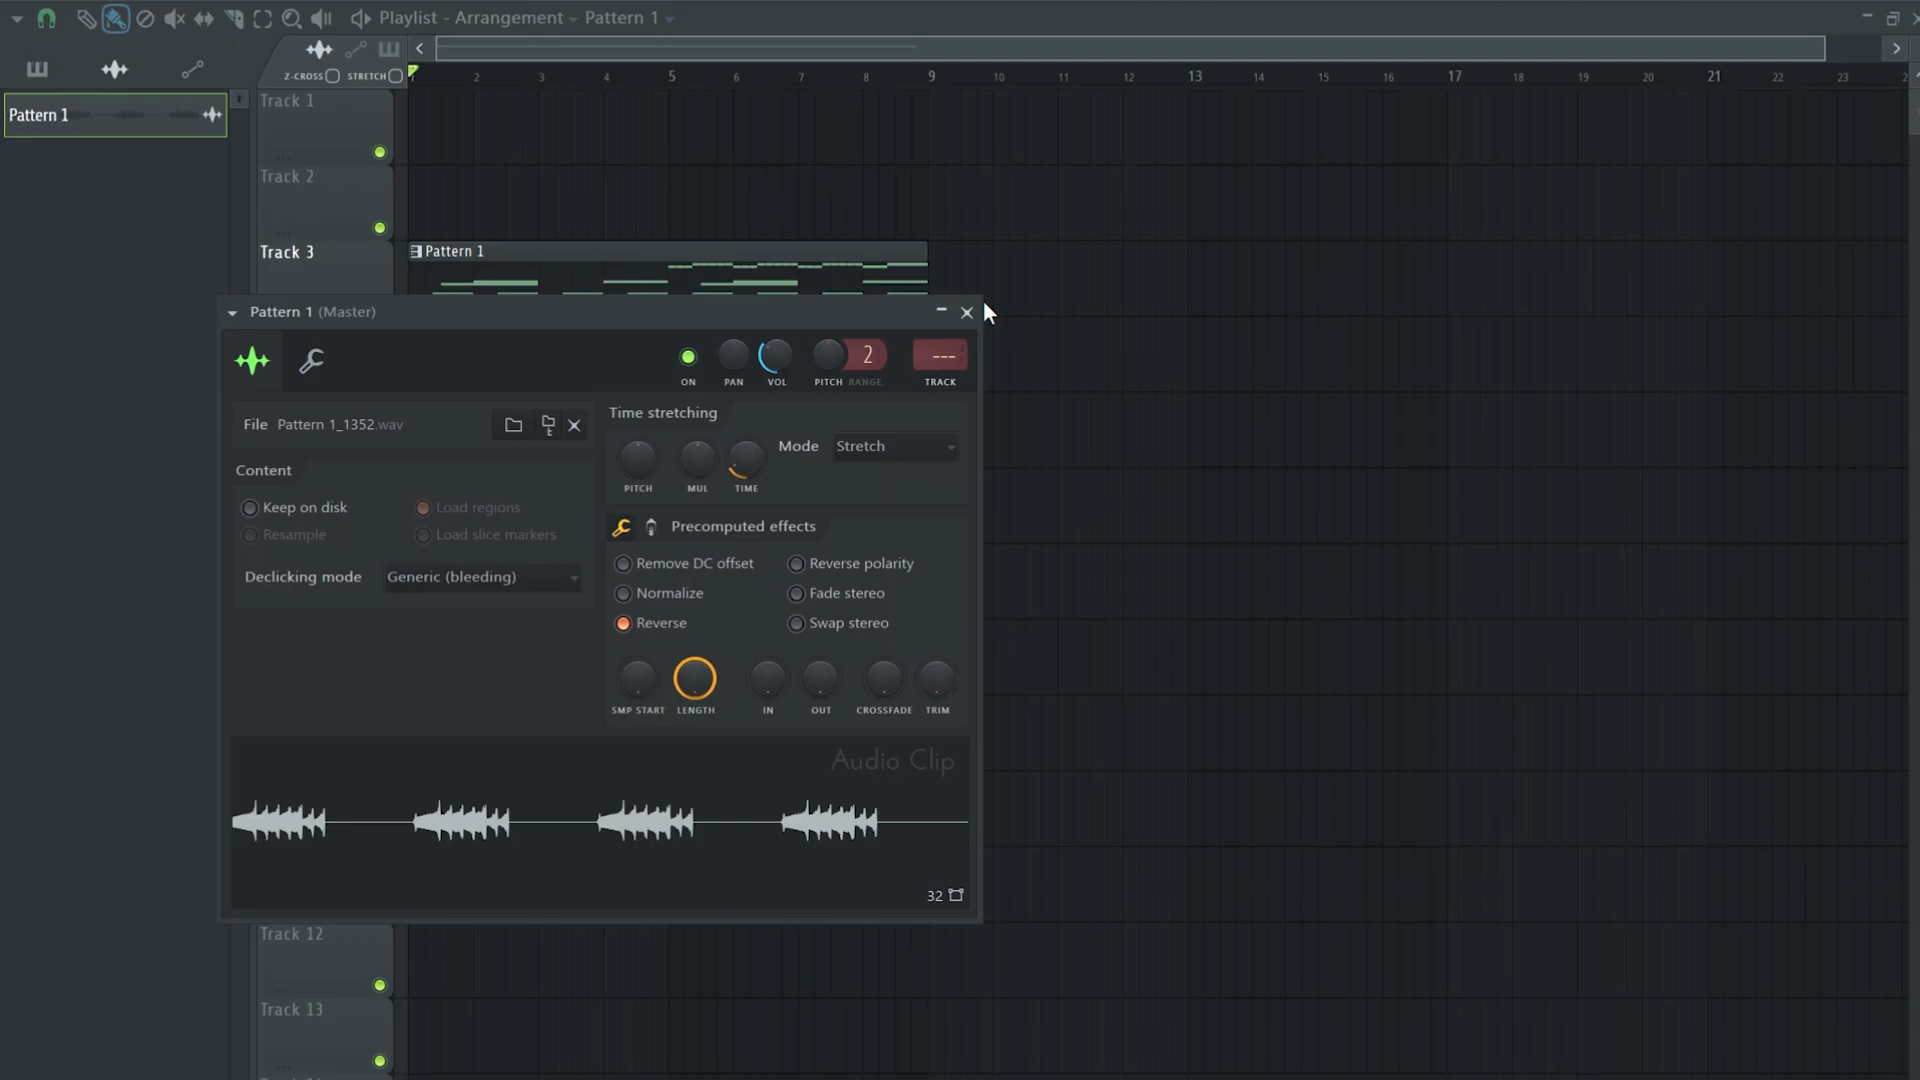 Playlist - Arrangement Pattern 1
Z-CROSS STRETCH
2 3 4 5 6 7 8 9 10 11 12 13 14 15 16 17 18 19 20 21 22 23
Pattern 1
Track 1
Track 2
Track 3
Pattern 1
Pattern 1 (Master)
2
---
ON PAN VOL PITCH RANGE TRACK
File Pattern 1_1352.wav
Time stretching
Mode Stretch
PITCH MUL TIME
Content
Keep on disk Load regions
Resample Load slice markers
Declicking mode Generic (bleeding)
Precomputed effects
Remove DC offset Reverse polarity
Normalize Fade stereo
Reverse Swap stereo
SMP START LENGTH IN OUT CROSSFADE TRIM
Audio Clip
32
Track 12
Track 13